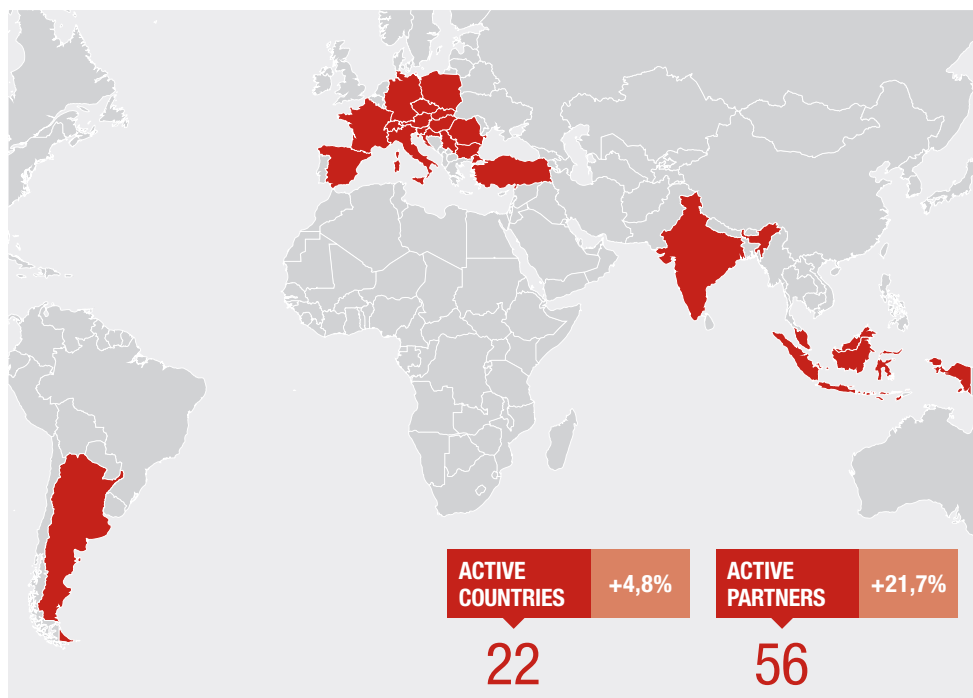 ACTIVE
COUNTRIES
+4,8%
22
ACTIVE
PARTNERS
+21,7%
56